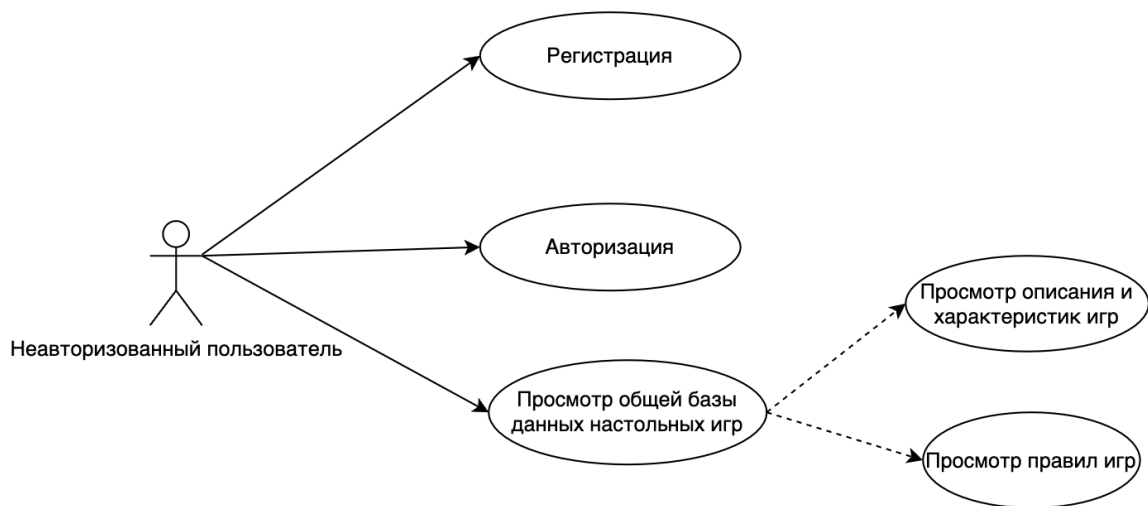 Регистрация
Авторизация
Просмотр описания и
характеристик игр
Неавторизованный пользователь
Просмотр общей базы
данных настольных игр
Просмотр правил игр